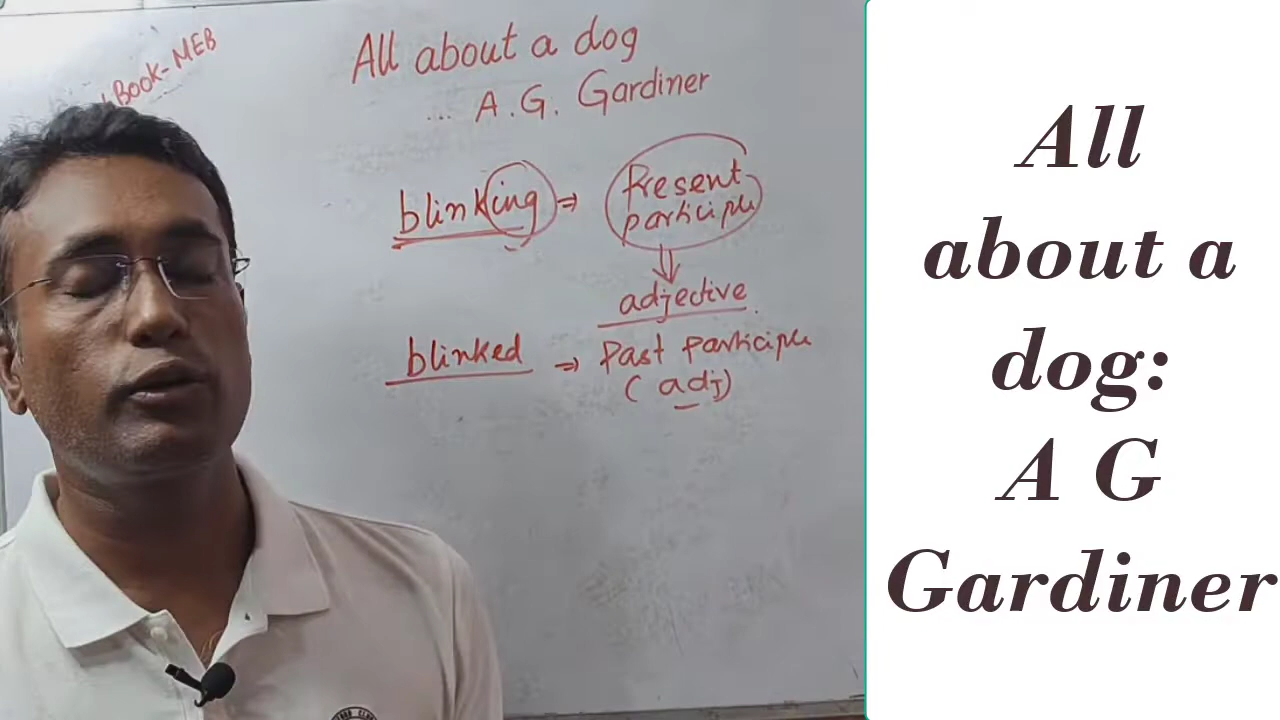 Book-MEB
All about a dog
... A.G. Gardiner
blinking ⇒ Present
participle
adjective
blinked ⇒ Past participle
(adj)
All
about a
dog:
A G
Gardiner